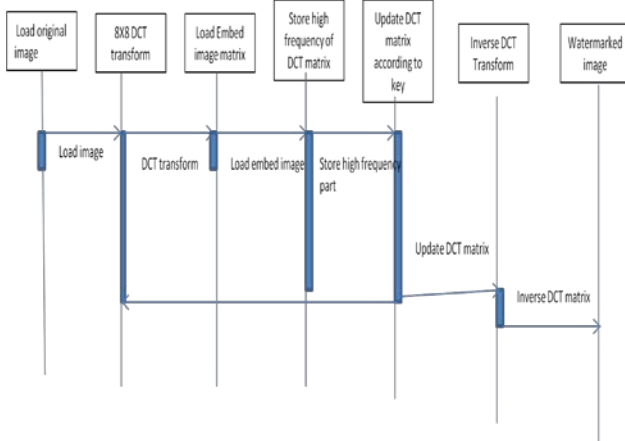 Load original
image
8X8 DCT
transform
Load Embed
image matrix
Store high
frequency of
DCT matrix
Update DCT
matrix
according to
key
Inverse DCT
Transform
Watermarked
image
Load image
DCT transform
Load embed image
Store high frequency
part
Update DCT matrix
Inverse DCT matrix